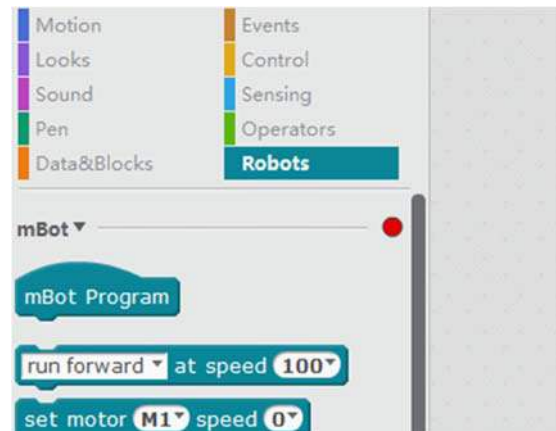 Motion
Events
Looks
Control
Sound
Sensing
Pen
Operators
Data&Blocks
Robots
mBot
mBot Program
run forward at speed 100
set motor M1 speed 0